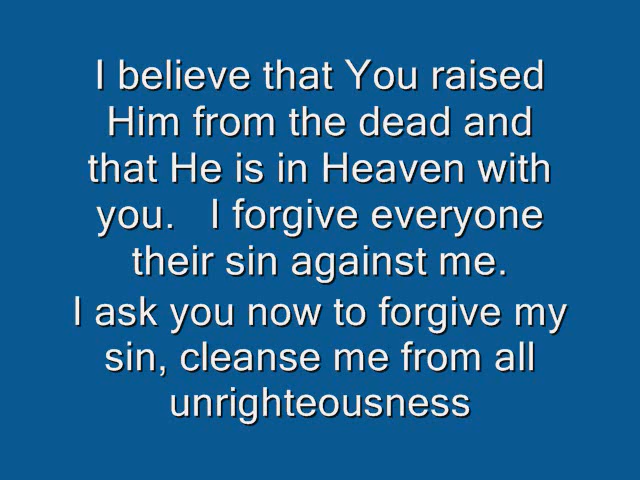 I believe that You raised
Him from the dead and
that He is in Heaven with
you.   I forgive everyone
their sin against me.
I ask you now to forgive my
sin, cleanse me from all
unrighteousness